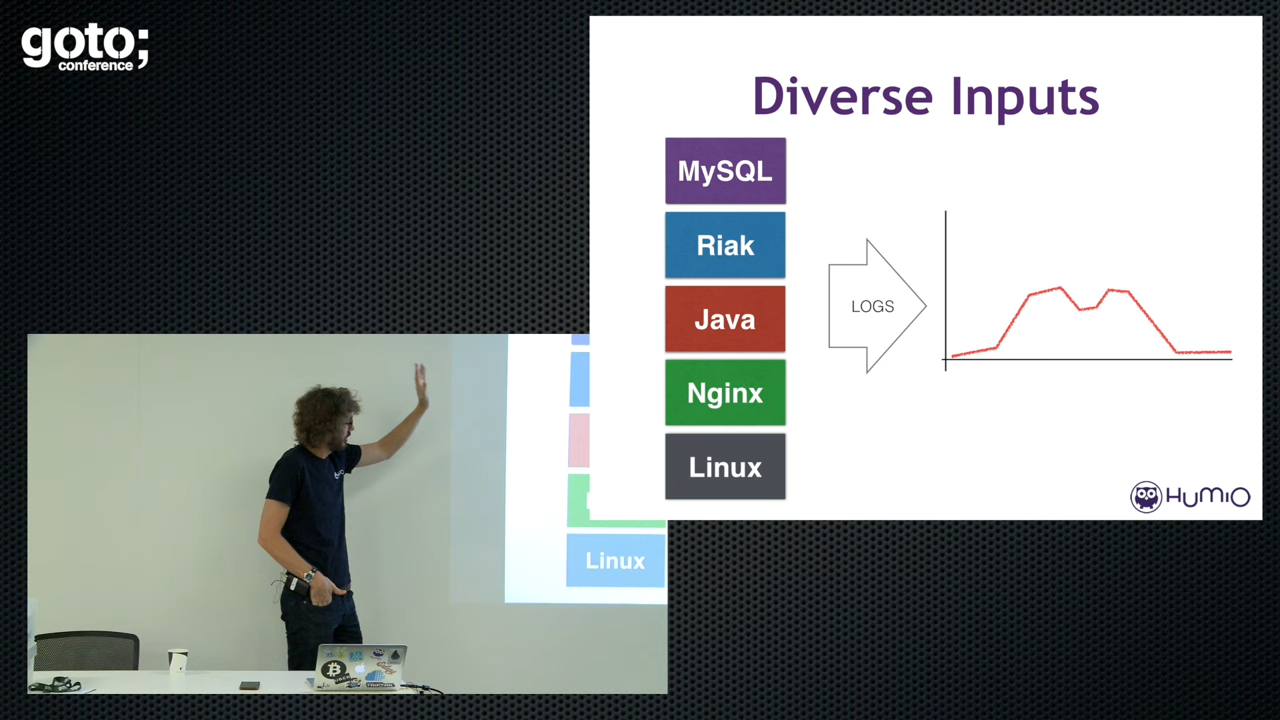 goto;
conference
Diverse Inputs
MySQL
Riak
Java
Nginx
Linux
LOGS
HUMIO
Linux